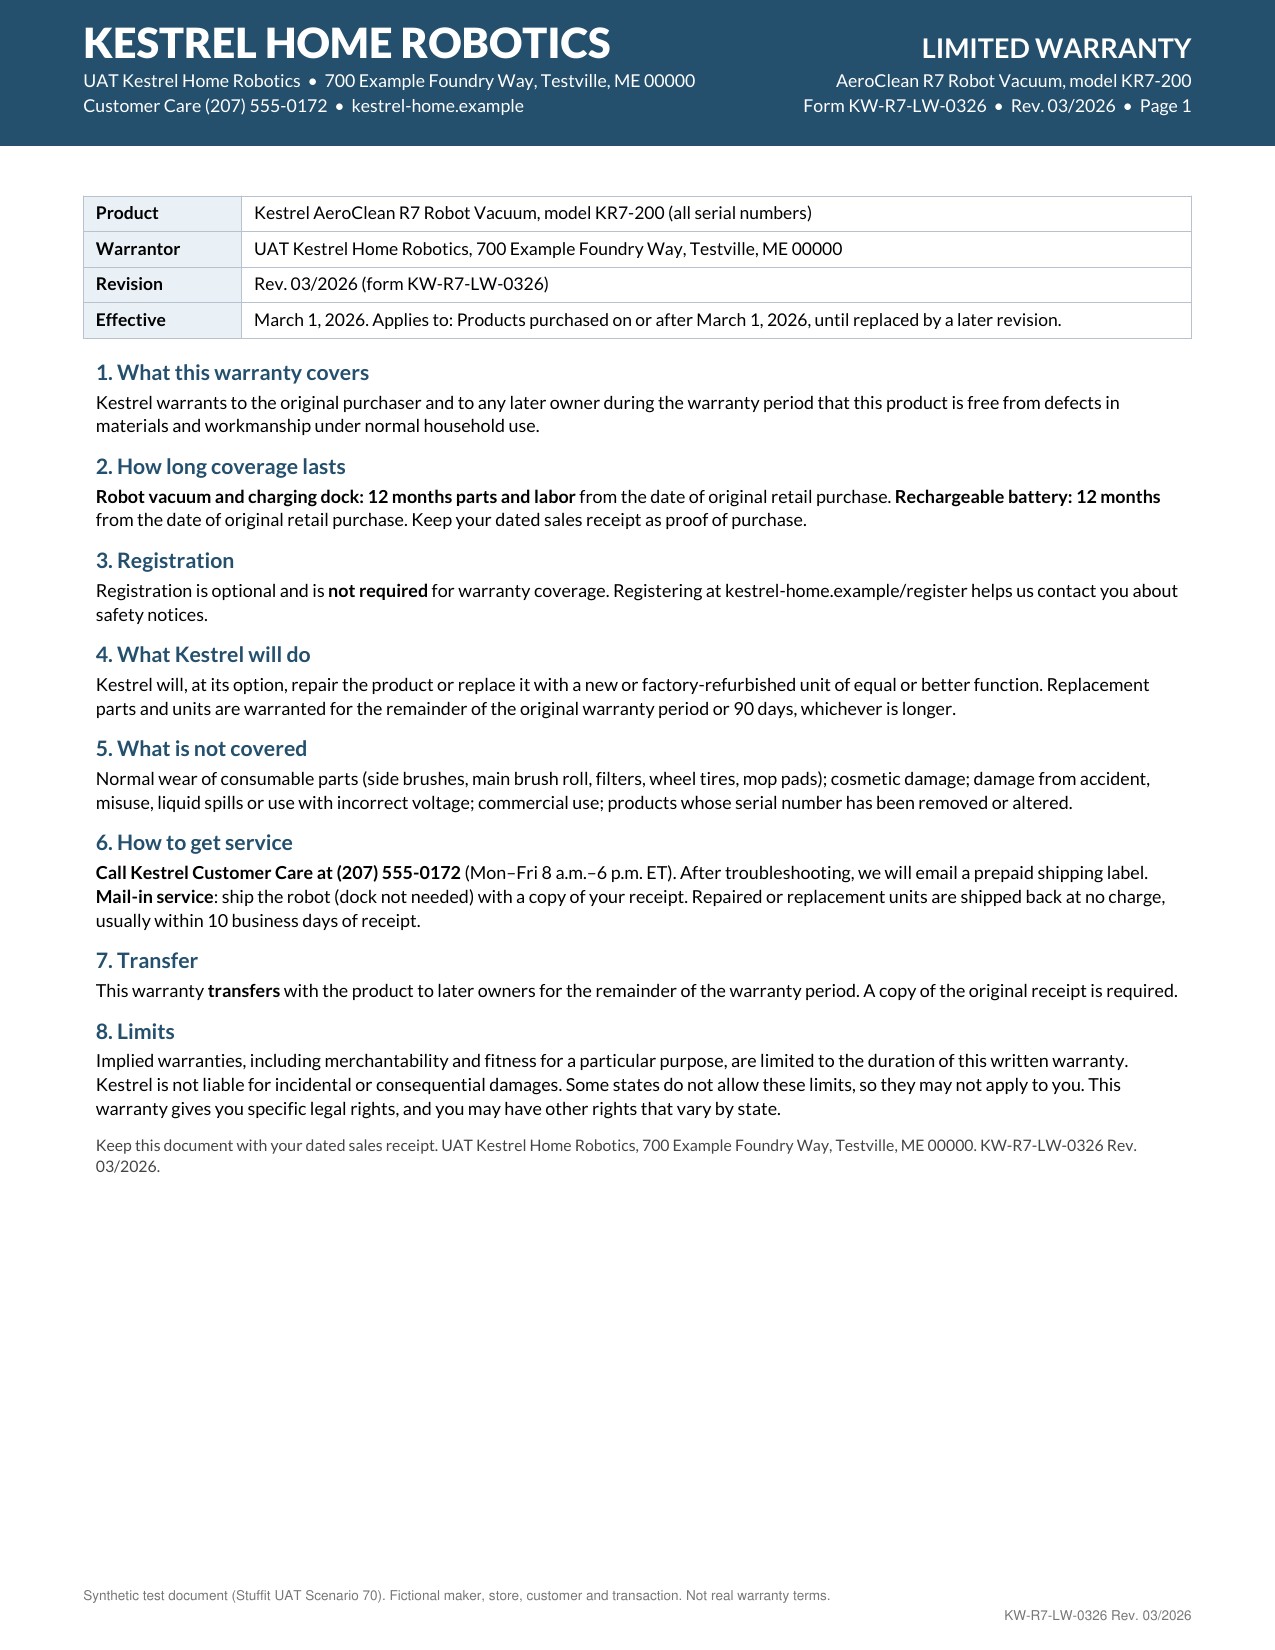 KESTREL HOME ROBOTICS
UAT Kestrel Home Robotics • 700 Example Foundry Way, Testville, ME 00000
Customer Care (207) 555-0172 • kestrel-home.example
LIMITED WARRANTY
AeroClean R7 Robot Vacuum, model KR7-200
Form KW-R7-LW-0326 • Rev. 03/2026 • Page 1
Product Kestrel AeroClean R7 Robot Vacuum, model KR7-200 (all serial numbers)
Warrantor UAT Kestrel Home Robotics, 700 Example Foundry Way, Testville, ME 00000
Revision Rev. 03/2026 (form KW-R7-LW-0326)
Effective March 1, 2026. Applies to: Products purchased on or after March 1, 2026, until replaced by a later revision.
1. What this warranty covers
Kestrel warrants to the original purchaser and to any later owner during the warranty period that this product is free from defects in
materials and workmanship under normal household use.
2. How long coverage lasts
Robot vacuum and charging dock: 12 months parts and labor from the date of original retail purchase. Rechargeable battery: 12 months
from the date of original retail purchase. Keep your dated sales receipt as proof of purchase.
3. Registration
Registration is optional and is not required for warranty coverage. Registering at kestrel-home.example/register helps us contact you about
safety notices.
4. What Kestrel will do
Kestrel will, at its option, repair the product or replace it with a new or factory-refurbished unit of equal or better function. Replacement
parts and units are warranted for the remainder of the original warranty period or 90 days, whichever is longer.
5. What is not covered
Normal wear of consumable parts (side brushes, main brush roll, filters, wheel tires, mop pads); cosmetic damage; damage from accident,
misuse, liquid spills or use with incorrect voltage; commercial use; products whose serial number has been removed or altered.
6. How to get service
Call Kestrel Customer Care at (207) 555-0172 (Mon–Fri 8 a.m.–6 p.m. ET). After troubleshooting, we will email a prepaid shipping label.
Mail-in service: ship the robot (dock not needed) with a copy of your receipt. Repaired or replacement units are shipped back at no charge,
usually within 10 business days of receipt.
7. Transfer
This warranty transfers with the product to later owners for the remainder of the warranty period. A copy of the original receipt is required.
8. Limits
Implied warranties, including merchantability and fitness for a particular purpose, are limited to the duration of this written warranty.
Kestrel is not liable for incidental or consequential damages. Some states do not allow these limits, so they may not apply to you. This
warranty gives you specific legal rights, and you may have other rights that vary by state.
Keep this document with your dated sales receipt. UAT Kestrel Home Robotics, 700 Example Foundry Way, Testville, ME 00000. KW-R7-LW-0326 Rev.
03/2026.
Synthetic test document (Stuffit UAT Scenario 70). Fictional maker, store, customer and transaction. Not real warranty terms.
KW-R7-LW-0326 Rev. 03/2026